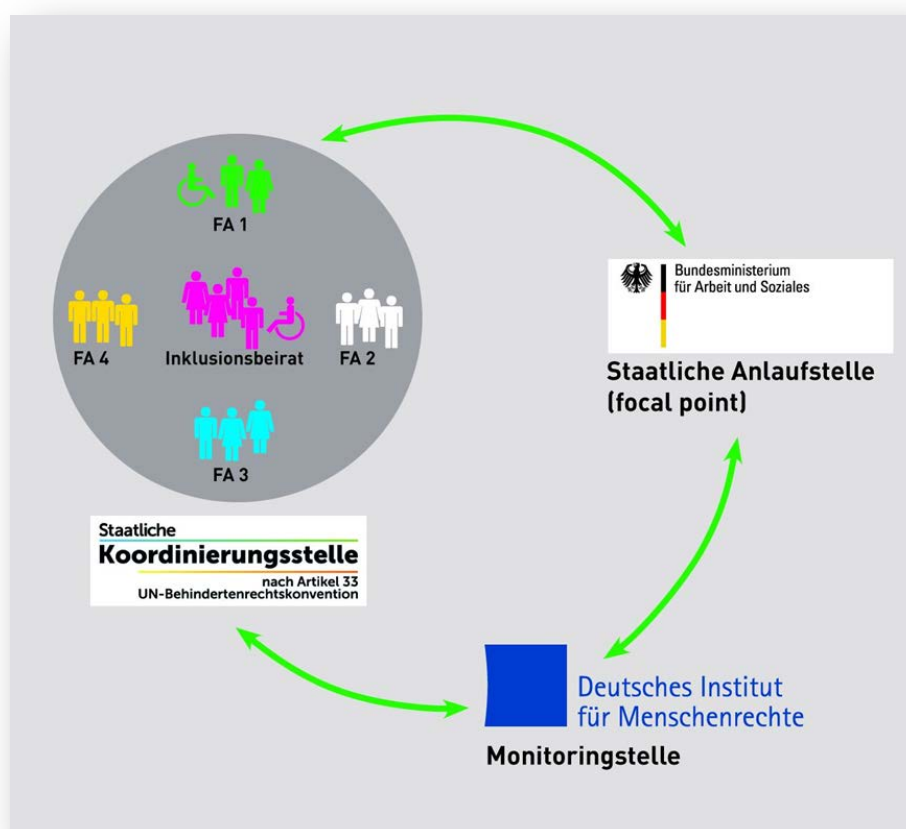 FA 1
FA 4
Inklusionsbeirat
FA 2
FA 3
Staatliche
Koordinierungsstelle
nach Artikel 33
UN-Behindertenrechtskonvention
Bundesministerium
für Arbeit und Soziales
Staatliche Anlaufstelle
(focal point)
Deutsches Institut
für Menschenrechte
Monitoringstelle